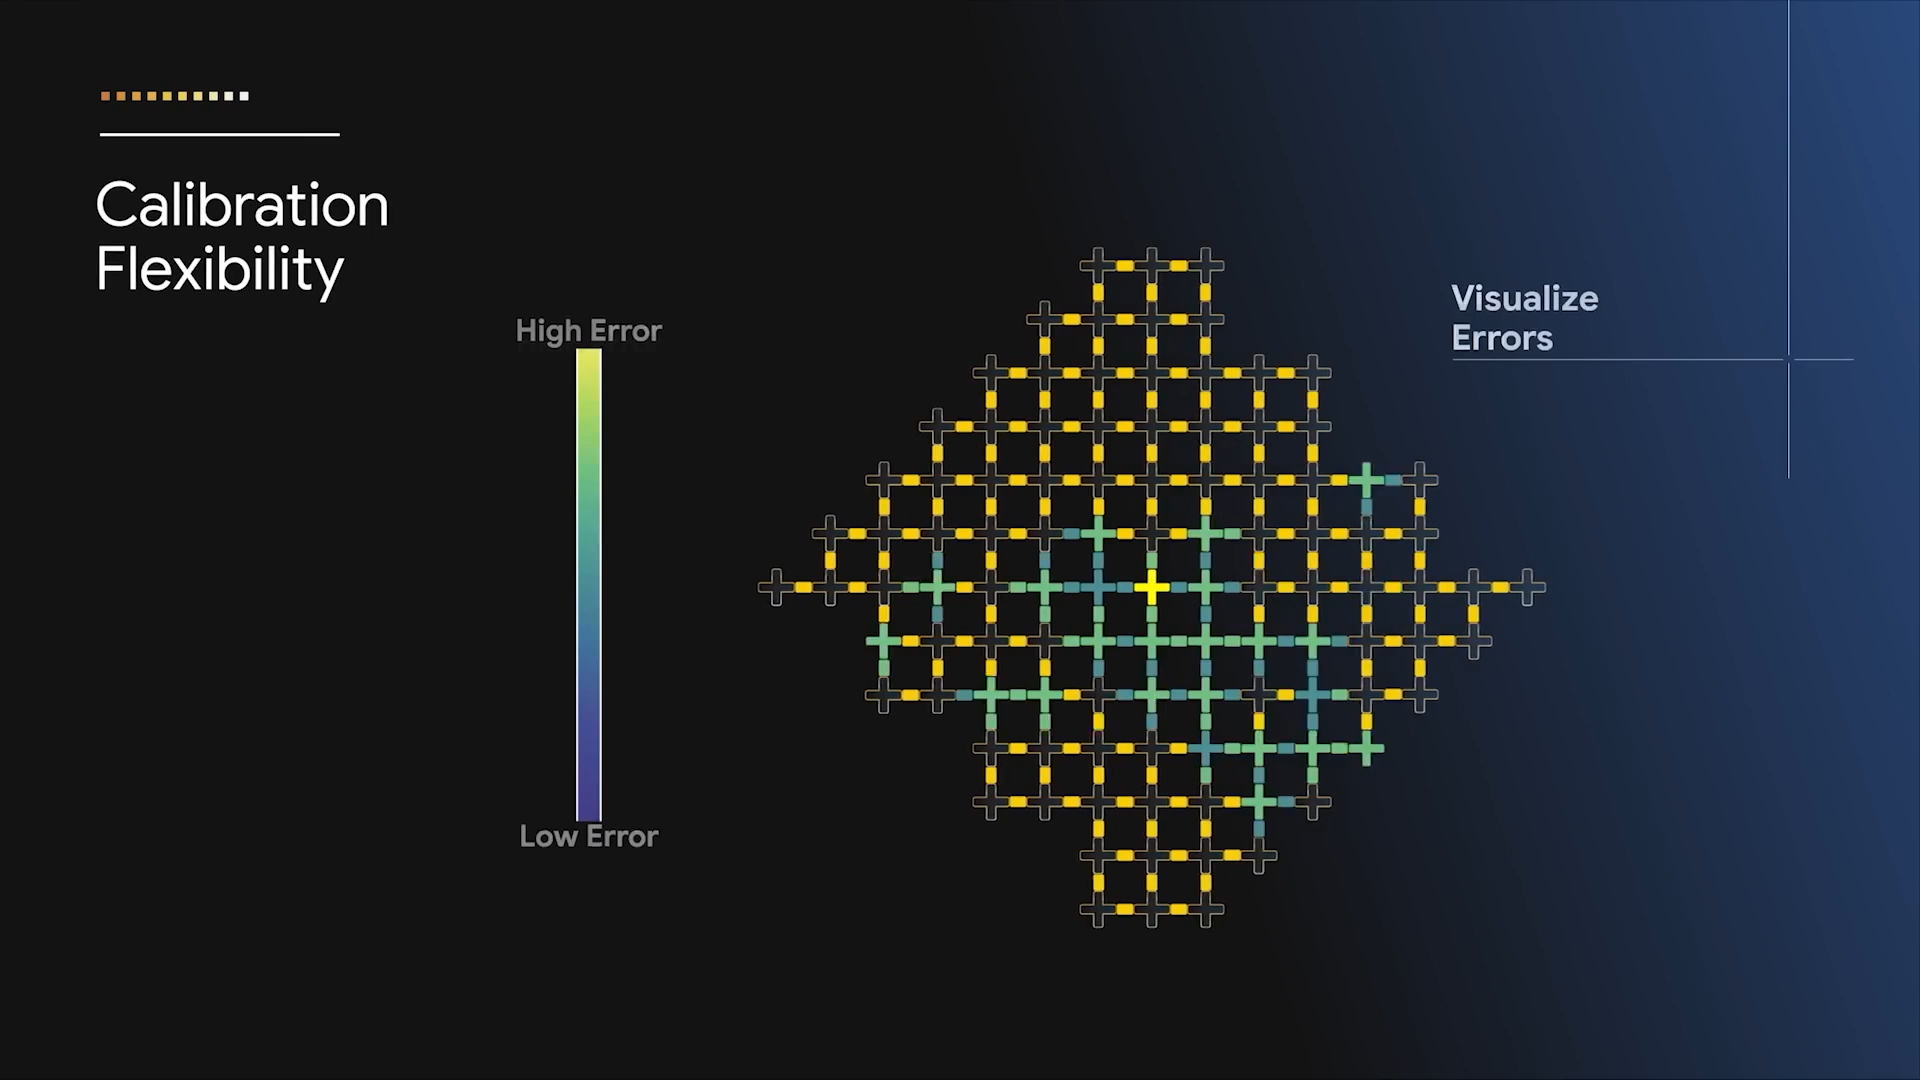 Calibration
Flexibility
High Error
Low Error
Visualize
Errors